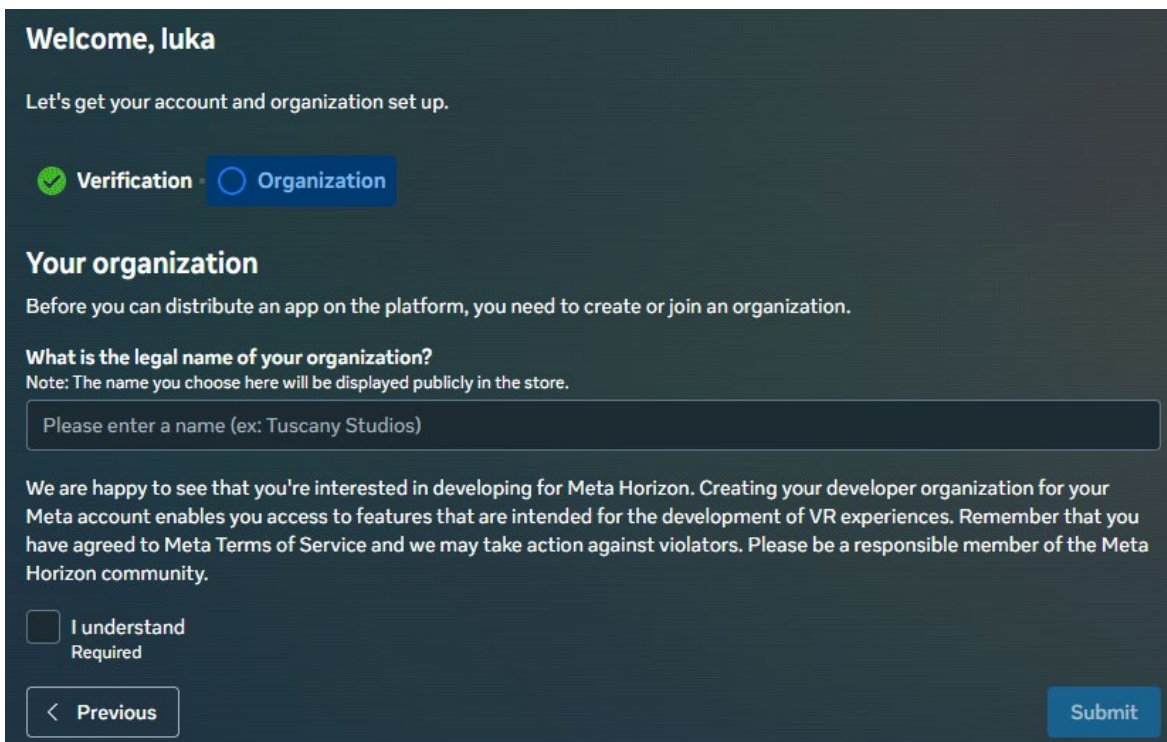 Welcome, luka
Let's get your account and organization set up.
Verification
Organization
Your organization
Before you can distribute an app on the platform, you need to create or join an organization.
What is the legal name of your organization?
Note: The name you choose here will be displayed publicly in the store.
Please enter a name (ex: Tuscany Studios)
We are happy to see that you're interested in developing for Meta Horizon. Creating your developer organization for your
Meta account enables you access to features that are intended for the development of VR experiences. Remember that you
have agreed to Meta Terms of Service and we may take action against violators. Please be a responsible member of the Meta
Horizon community.
I understand
Required
Previous
Submit